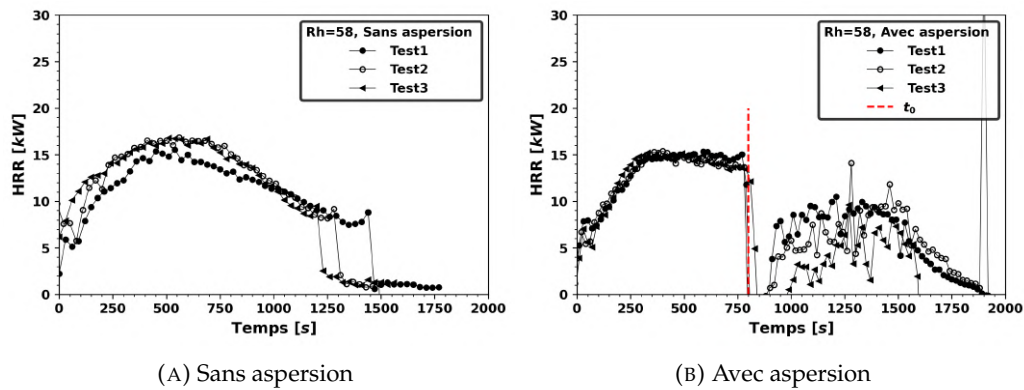 Rh=58, Sans aspersion
Test1
Test2
Test3
HRR [kW]
30
25
20
15
10
5
0
0 250 500 750 1000 1250 1500 1750 2000
Temps [s]
(A) Sans aspersion
Rh=58, Avec aspersion
Test1
Test2
Test3
t₀
HRR [kW]
30
25
20
15
10
5
0
0 250 500 750 1000 1250 1500 1750 2000
Temps [s]
(B) Avec aspersion